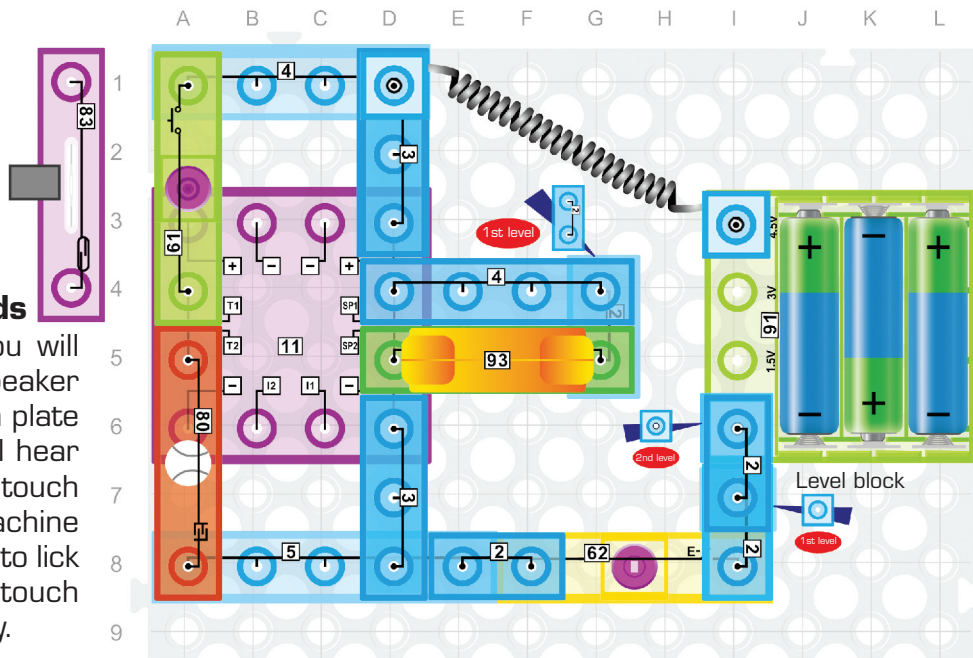 A B C D E F G H I J K L
1
2
3
4
5
6
7
8
9
83
4
3
61
1st level
2
4.5V
3V
1.5V
91
+ - - +
T1 SP1
T2 SP2
- I2 I1 -
11
4
2
93
80
3
2nd level
2
Level block
1st level
2
5
2
62
E-
+ - +
- + -
ds
ou will
peaker
plate
hear
touch
achine
to lick
touch
y.